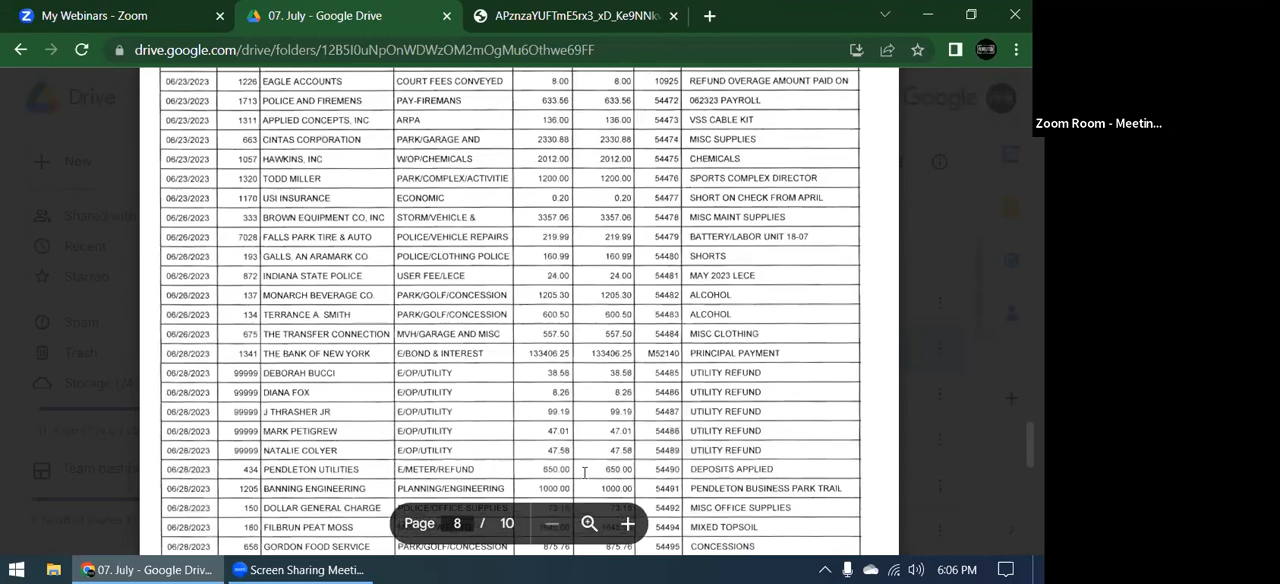 My Webinars - Zoom
07. July - Google Drive
APznzaYUFTmE5rx3_xD_Ke9NNk
drive.google.com/drive/folders/12B5I0uNpOnWDWzOM2mOgMu6Othwe69FF
Drive
Google
New
Shared with
Recent
Starred
Spam
Trash
Storage
Team dashb
06/23/2023 1226 EAGLE ACCOUNTS COURT FEES CONVEYED 8.00 8.00 10925 REFUND OVERAGE AMOUNT PAID ON
06/23/2023 1713 POLICE AND FIREMENS PAY-FIREMANS 633.56 633.56 54472 062323 PAYROLL
06/23/2023 1311 APPLIED CONCEPTS, INC ARPA 136.00 136.00 54473 VSS CABLE KIT
06/23/2023 663 CINTAS CORPORATION PARK/GARAGE AND 2330.88 2330.88 54474 MISC SUPPLIES
06/23/2023 1057 HAWKINS, INC W/OP/CHEMICALS 2012.00 2012.00 54475 CHEMICALS
06/23/2023 1320 TODD MILLER PARK/COMPLEX/ACTIVITIE 1200.00 1200.00 54476 SPORTS COMPLEX DIRECTOR
06/23/2023 1170 USI INSURANCE ECONOMIC 0.20 0.20 54477 SHORT ON CHECK FROM APRIL
06/26/2023 333 BROWN EQUIPMENT CO, INC STORM/VEHICLE & 3357.06 3357.06 54478 MISC MAINT SUPPLIES
06/26/2023 7028 FALLS PARK TIRE & AUTO POLICE/VEHICLE REPAIRS 219.99 219.99 54479 BATTERY/LABOR UNIT 18-07
06/26/2023 193 GALLS, AN ARAMARK CO POLICE/CLOTHING POLICE 160.99 160.99 54480 SHORTS
06/26/2023 872 INDIANA STATE POLICE USER FEE/LECE 24.00 24.00 54481 MAY 2023 LECE
06/26/2023 137 MONARCH BEVERAGE CO. PARK/GOLF/CONCESSION 1205.30 1205.30 54482 ALCOHOL
06/26/2023 134 TERRANCE A. SMITH PARK/GOLF/CONCESSION 600.50 600.50 54483 ALCOHOL
06/26/2023 675 THE TRANSFER CONNECTION MVH/GARAGE AND MISC 557.50 557.50 54484 MISC CLOTHING
06/28/2023 1341 THE BANK OF NEW YORK E/BOND & INTEREST 133406.25 133406.25 M52140 PRINCIPAL PAYMENT
06/28/2023 99999 DEBORAH BUCCI E/OP/UTILITY 38.58 38.58 54485 UTILITY REFUND
06/28/2023 99999 DIANA FOX E/OP/UTILITY 8.26 8.26 54486 UTILITY REFUND
06/28/2023 99999 J THRASHER JR E/OP/UTILITY 99.19 99.19 54487 UTILITY REFUND
06/28/2023 99999 MARK PETIGREW E/OP/UTILITY 47.01 47.01 54488 UTILITY REFUND
06/28/2023 99999 NATALIE COLYER E/OP/UTILITY 47.58 47.58 54489 UTILITY REFUND
06/28/2023 434 PENDLETON UTILITIES E/METER/REFUND 650.00 650.00 54490 DEPOSITS APPLIED
06/28/2023 1205 BANNING ENGINEERING PLANNING/ENGINEERING 1000.00 1000.00 54491 PENDLETON BUSINESS PARK TRAIL
06/28/2023 150 DOLLAR GENERAL CHARGE POLICE/OFFICE SUPPLIES 54492 MISC OFFICE SUPPLIES
06/28/2023 160 FILBRUN PEAT MOSS 54494 MIXED TOPSOIL
06/28/2023 656 GORDON FOOD SERVICE PARK/GOLF/CONCESSION 875.76 875.76 54495 CONCESSIONS
Page 8 / 10
Zoom Room - Meetin...
07. July - Google Driv...
Screen Sharing Meeti...
6:06 PM